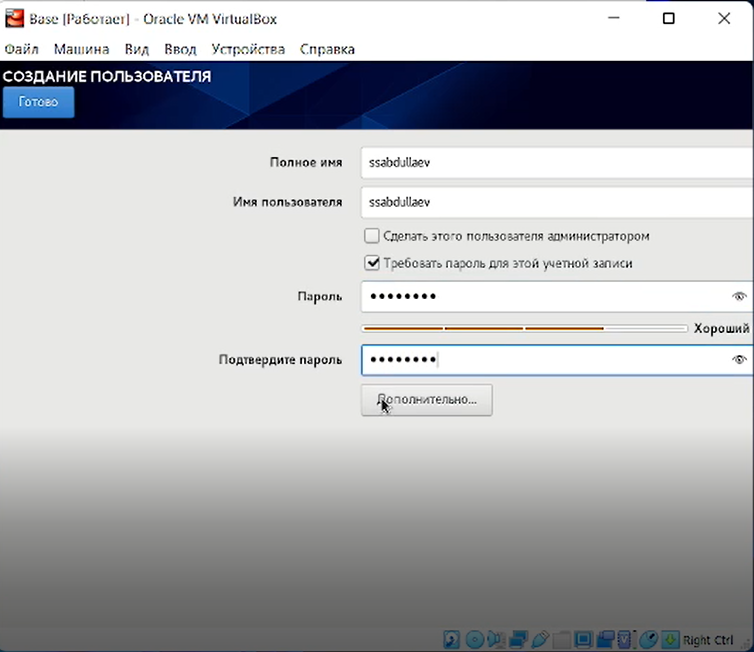 Base [Работает] - Oracle VM VirtualBox
Файл Машина Вид Ввод Устройства Справка
СОЗДАНИЕ ПОЛЬЗОВАТЕЛЯ
Готово
Полное имя ssabdullaev
Имя пользователя ssabdullaev
Сделать этого пользователя администратором
Требовать пароль для этой учетной записи
Пароль ••••••••
Хороший
Подтвердите пароль ••••••••
Дополнительно...
Right Ctrl